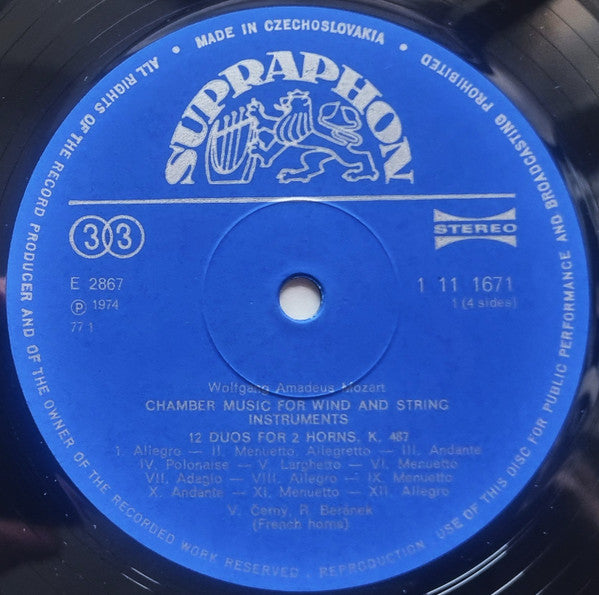 MADE IN CZECHOSLOVAKIA • ALL RIGHTS OF THE RECORD PRODUCER AND OF THE OWNER OF THE RECORDED WORK RESERVED. REPRODUCTION USE OF THIS DISC FOR PUBLIC PERFORMANCE AND BROADCASTING PROHIBITED •
SUPRAPHON
33
STEREO
E 2867
1 11 1671
Ⓟ 1974
1 (4 sides)
77 1
Wolfgang Amadeus Mozart
CHAMBER MUSIC FOR WIND AND STRING
INSTRUMENTS
12 DUOS FOR 2 HORNS, K. 487
I. Allegro — II. Menuetto, Allegretto — III. Andante
IV. Polonaise — V. Larghetto — VI. Menuetto
VII. Adagio — VIII. Allegro — IX. Menuetto
X. Andante — XI. Menuetto — XII. Allegro
V. Černý, R. Beránek
(French horns)